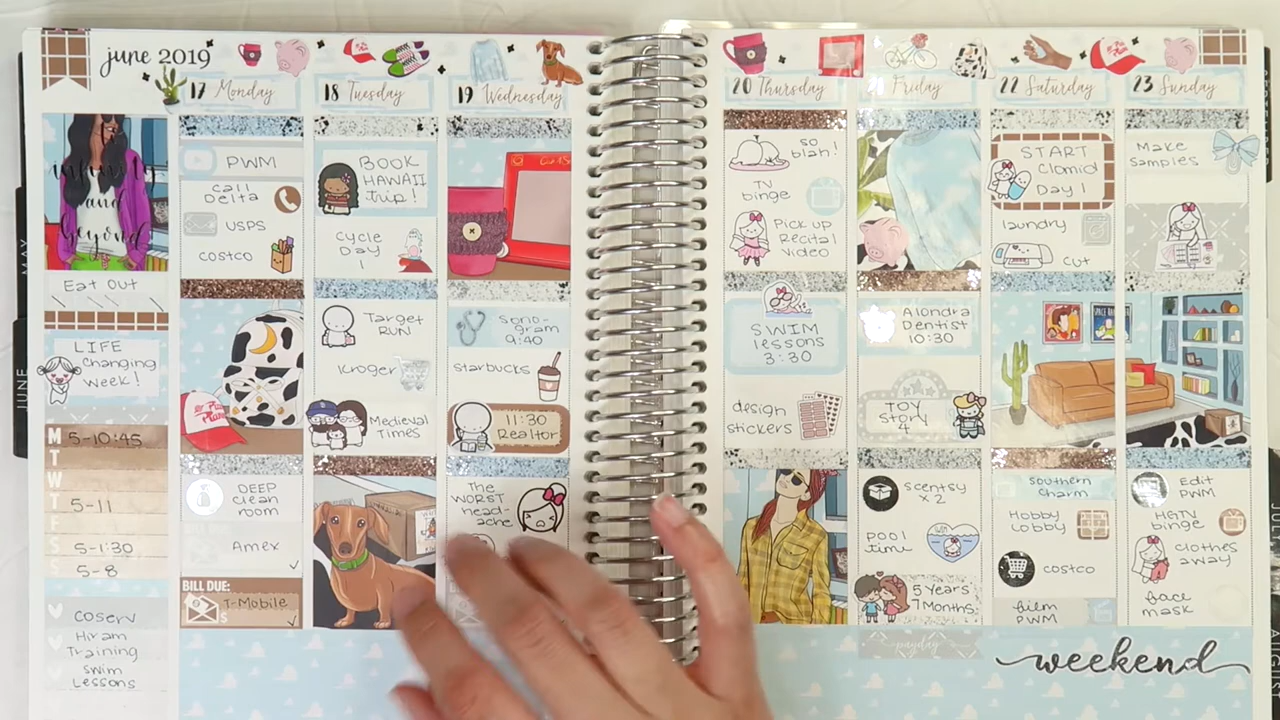 june 2019
17 Monday
18 Tuesday
19 Wednesday
20 Thursday
21 Friday
22 Saturday
23 Sunday
infinity
and
beyond
Eat Out
LIFE
changing
week!
M 5-10:45
T
W
T 5-11
F
S 5-1:30
S 5-8
coserv
Hiram
Training
swim
Lessons
PWM
Call
Delta
USPS
costco
DEEP
clean
room
Amex
BILL DUE:
T-Mobile
BOOK
HAWAII
trip!
Cycle
Day
1
Target
RUN
Kroger
Medieval
Times
Sono-
gram
9:40
starbucks
11:30
Realtor
The
WORST
head-
ache
so
blah!
TV
binge
Pick up
Recital
Video
SWIM
lessons
3:30
design
stickers
Alondra
Dentist
10:30
TOY
story
4
scentsy
x2
pool
time
5 Years
7 Months
payday
START
Clomid
Day 1
laundry
cut
southern
charm
Hobby
Lobby
costco
film
PWM
Make
samples
Edit
PWM
HGTV
binge
clothes
away
face
mask
weekend
MAY
JUNE
AUGUST